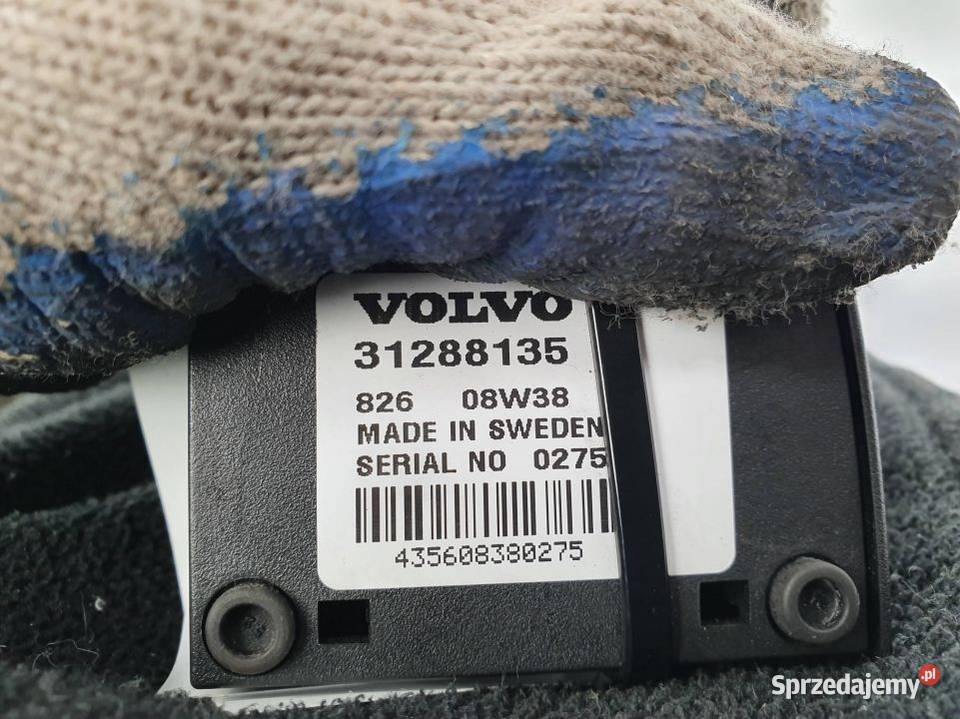 VOLVO
31288135
826 08W38
MADE IN SWEDEN
SERIAL NO 0275
435608380275
Sprzedajemy.pl